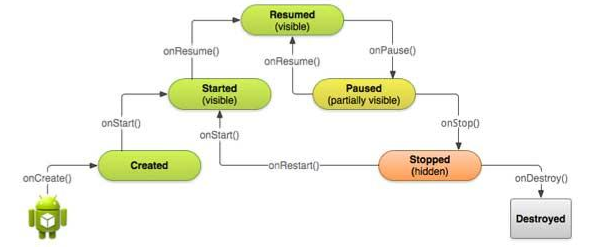 Resumed
(visible)
onResume()
onResume()
onPause()
Started
(visible)
Paused
(partially visible)
onStart()
onStart()
onStop()
Created
onRestart()
Stopped
(hidden)
onCreate()
onDestroy()
Destroyed